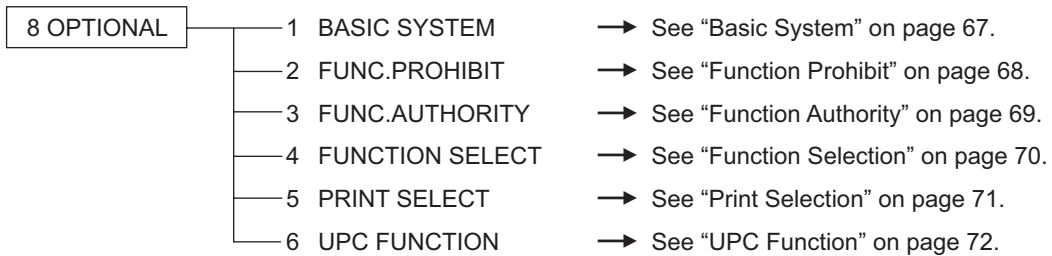 8 OPTIONAL 1 BASIC SYSTEM See “Basic System” on page 67.
2 FUNC.PROHIBIT See “Function Prohibit” on page 68.
3 FUNC.AUTHORITY See “Function Authority” on page 69.
4 FUNCTION SELECT See “Function Selection” on page 70.
5 PRINT SELECT See “Print Selection” on page 71.
6 UPC FUNCTION See “UPC Function” on page 72.